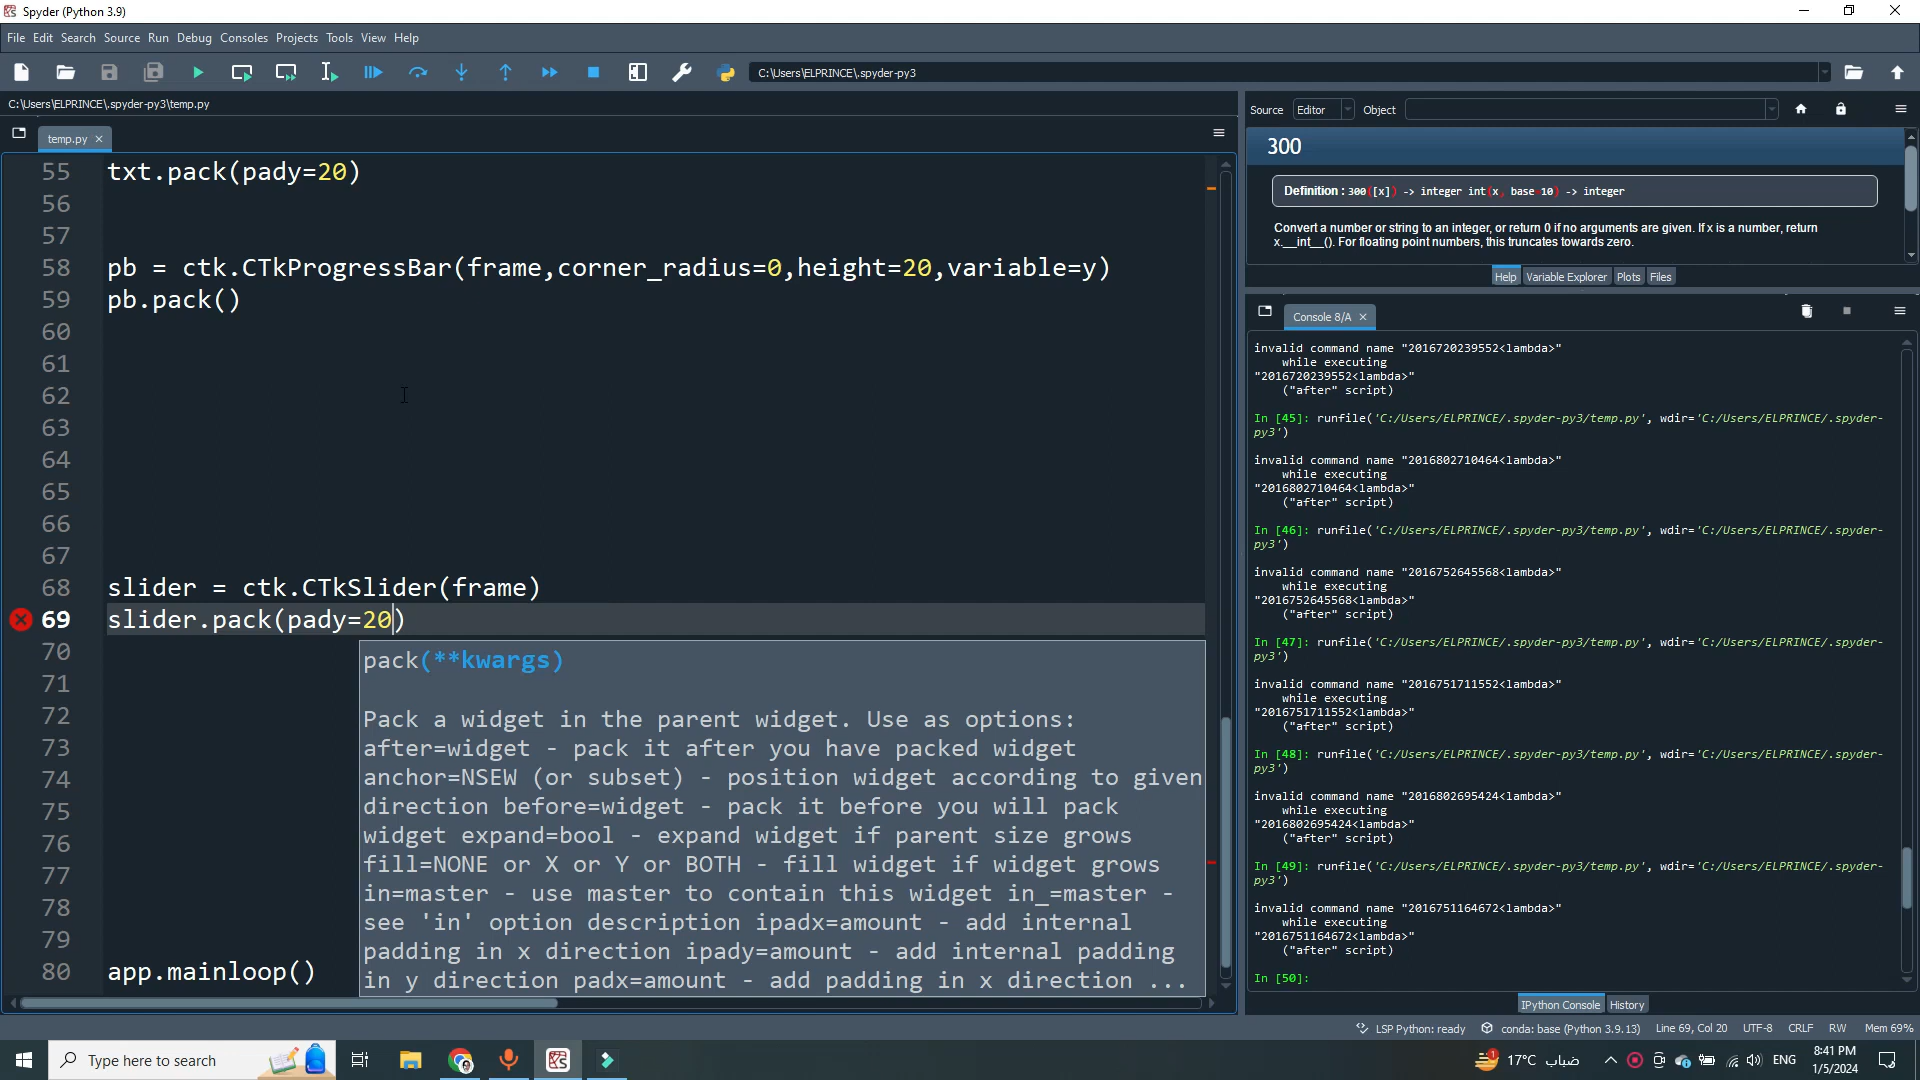 Spyder (Python 3.9)
File Edit Search Source Run Debug Consoles Projects Tools View Help
C:\Users\ELPRINCE\.spyder-py3
C:\Users\ELPRINCE\.spyder-py3\temp.py
temp.py
55 txt.pack(pady=20)
56
57
58 pb = ctk.CTkProgressBar(frame,corner_radius=0,height=20,variable=y)
59 pb.pack()
60
61
62
63
64
65
66
67
68 slider = ctk.CTkSlider(frame)
69 slider.pack(pady=20)
70
71
72
73
74
75
76
77
78
79
80 app.mainloop()
pack(**kwargs)
Pack a widget in the parent widget. Use as options:
after=widget - pack it after you have packed widget
anchor=NSEW (or subset) - position widget according to given
direction before=widget - pack it before you will pack
widget expand=bool - expand widget if parent size grows
fill=NONE or X or Y or BOTH - fill widget if widget grows
in=master - use master to contain this widget in_=master -
see 'in' option description ipadx=amount - add internal
padding in x direction ipady=amount - add internal padding
in y direction padx=amount - add padding in x direction ...
Source Editor Object
300
Definition : 300([x]) -> integer int(x, base=10) -> integer
Convert a number or string to an integer, or return 0 if no arguments are given. If x is a number, return
x.__int__(). For floating point numbers, this truncates towards zero.
Help Variable Explorer Plots Files
Console 8/A
invalid command name "2016720239552<lambda>"
while executing
"2016720239552<lambda>"
("after" script)
In [45]: runfile('C:/Users/ELPRINCE/.spyder-py3/temp.py', wdir='C:/Users/ELPRINCE/.spyder-
py3')
invalid command name "2016802710464<lambda>"
while executing
"2016802710464<lambda>"
("after" script)
In [46]: runfile('C:/Users/ELPRINCE/.spyder-py3/temp.py', wdir='C:/Users/ELPRINCE/.spyder-
py3')
invalid command name "2016752645568<lambda>"
while executing
"2016752645568<lambda>"
("after" script)
In [47]: runfile('C:/Users/ELPRINCE/.spyder-py3/temp.py', wdir='C:/Users/ELPRINCE/.spyder-
py3')
invalid command name "2016751711552<lambda>"
while executing
"2016751711552<lambda>"
("after" script)
In [48]: runfile('C:/Users/ELPRINCE/.spyder-py3/temp.py', wdir='C:/Users/ELPRINCE/.spyder-
py3')
invalid command name "2016802695424<lambda>"
while executing
"2016802695424<lambda>"
("after" script)
In [49]: runfile('C:/Users/ELPRINCE/.spyder-py3/temp.py', wdir='C:/Users/ELPRINCE/.spyder-
py3')
invalid command name "2016751164672<lambda>"
while executing
"2016751164672<lambda>"
("after" script)
In [50]:
IPython Console History
LSP Python: ready conda: base (Python 3.9.13) Line 69, Col 20 UTF-8 CRLF RW Mem 69%
Type here to search
1 17°C ضباب ENG 8:41 PM
1/5/2024